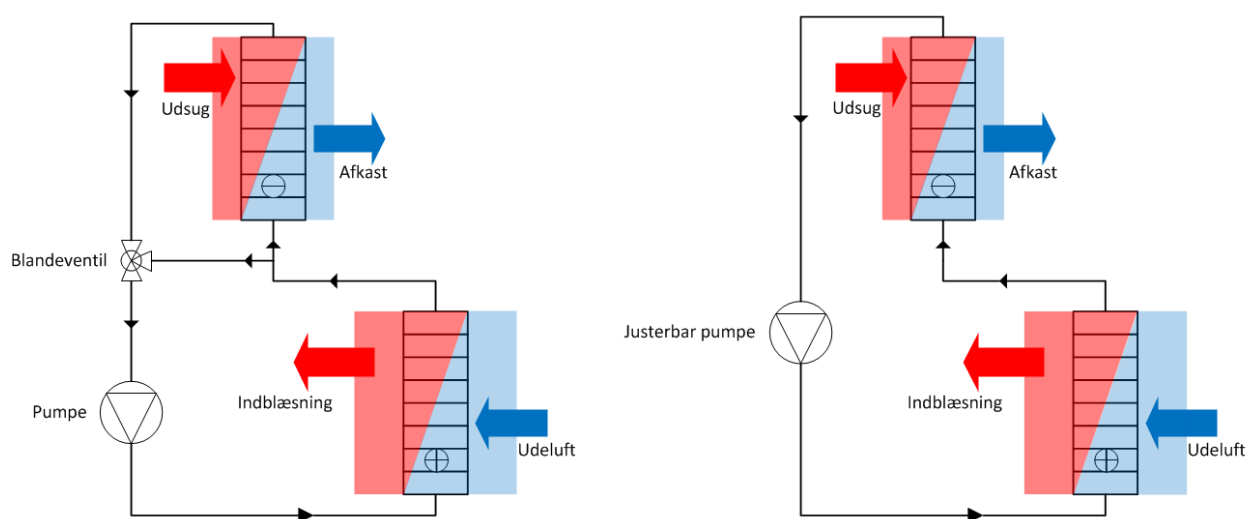 Udsug
Afkast
Blandeventil
Indblæsning
Pumpe
Udeluft
Udsug
Afkast
Justerbar pumpe
Indblæsning
Udeluft